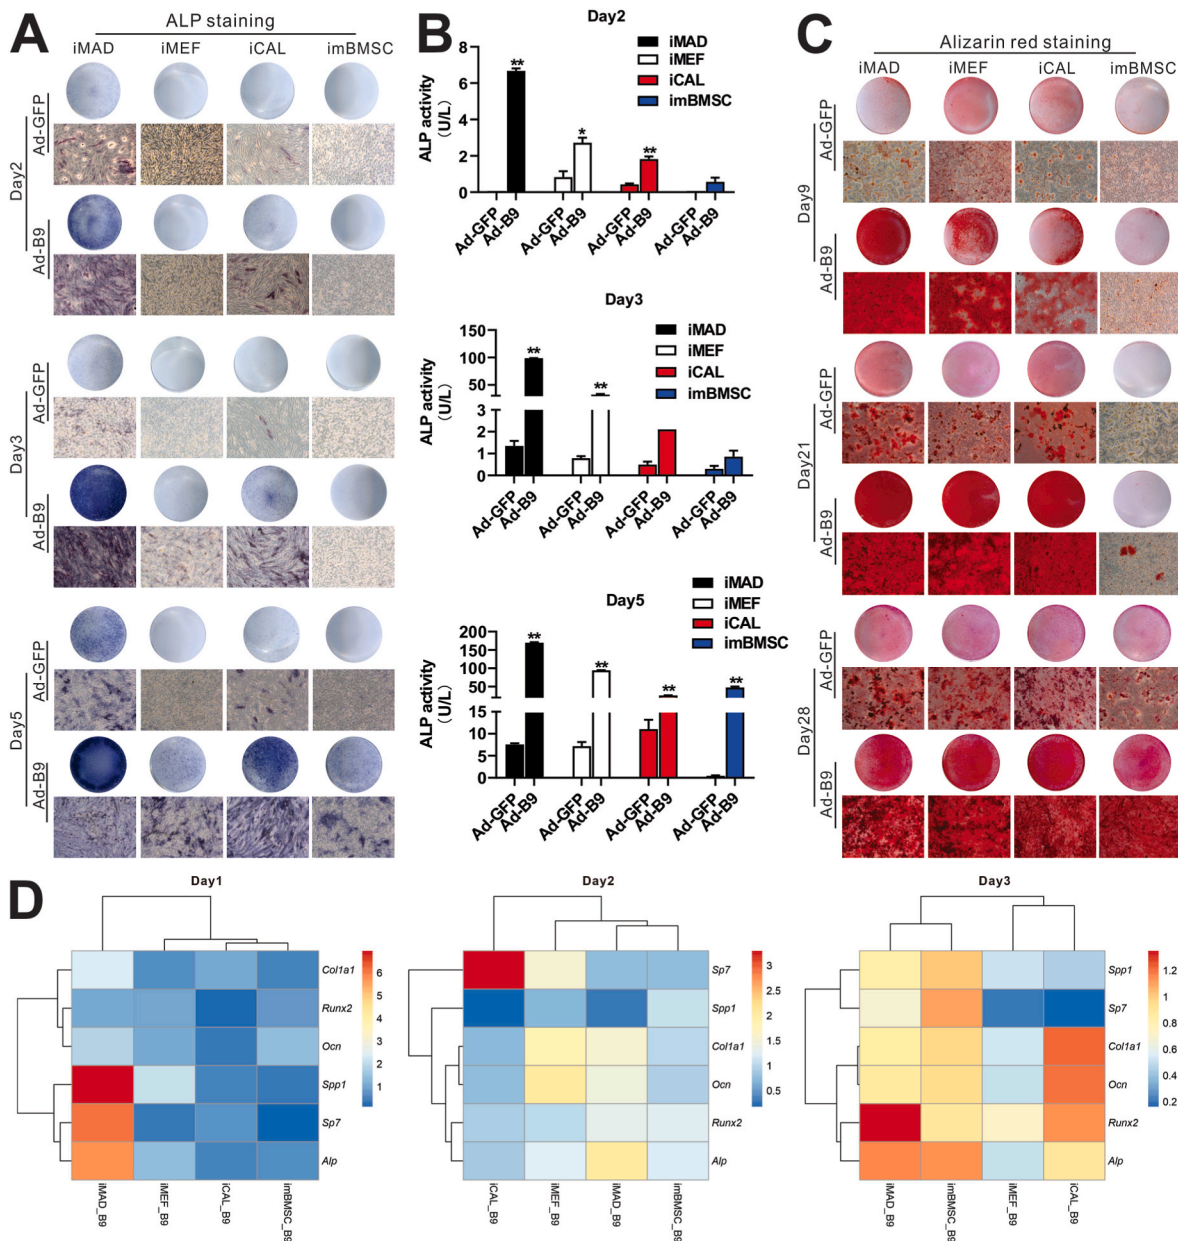 A
ALP staining
iMAD iMEF iCAL imBMSC
Day2
Ad-GFP
Ad-B9
Day3
Ad-GFP
Ad-B9
Day5
Ad-GFP
Ad-B9
B
Day2
ALP activity
(U/L)
8
6
4
2
0
**
*
**
iMAD
iMEF
iCAL
imBMSC
Ad-GFP Ad-B9 Ad-GFP Ad-B9 Ad-GFP Ad-B9 Ad-GFP Ad-B9
Day3
ALP activity
(U/L)
150
100
50
3
2
1
0
**
**
iMAD
iMEF
iCAL
imBMSC
Ad-GFP Ad-B9 Ad-GFP Ad-B9 Ad-GFP Ad-B9 Ad-GFP Ad-B9
Day5
ALP activity
(U/L)
200
150
100
50
15
10
5
0
**
**
**
**
iMAD
iMEF
iCAL
imBMSC
Ad-GFP Ad-B9 Ad-GFP Ad-B9 Ad-GFP Ad-B9 Ad-GFP Ad-B9
C
Alizarin red staining
iMAD iMEF iCAL imBMSC
Day9
Ad-GFP
Ad-B9
Day21
Ad-GFP
Ad-B9
Day28
Ad-GFP
Ad-B9
D
Day1
Col1a1
Runx2
Ocn
Spp1
Sp7
Alp
iMAD_B9 iMEF_B9 iCAL_B9 imBMSC_B9
6
5
4
3
2
1
Day2
Sp7
Spp1
Col1a1
Ocn
Runx2
Alp
iCAL_B9 iMEF_B9 iMAD_B9 imBMSC_B9
3
2.5
2
1.5
1
0.5
Day3
Spp1
Sp7
Col1a1
Ocn
Runx2
Alp
iMAD_B9 imBMSC_B9 iMEF_B9 iCAL_B9
1.2
1
0.8
0.6
0.4
0.2